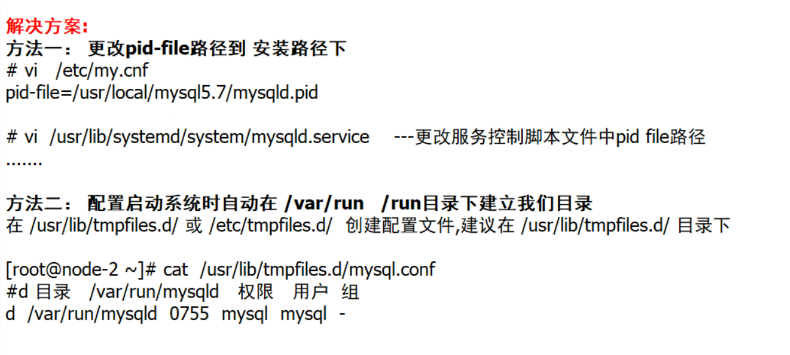 解决方案:
方法一： 更改pid-file路径到 安装路径下
# vi /etc/my.cnf
pid-file=/usr/local/mysql5.7/mysqld.pid
# vi /usr/lib/systemd/system/mysqld.service ---更改服务控制脚本文件中pid file路径
.......
方法二： 配置启动系统时自动在 /var/run /run目录下建立我们目录
在 /usr/lib/tmpfiles.d/ 或 /etc/tmpfiles.d/ 创建配置文件,建议在 /usr/lib/tmpfiles.d/ 目录下
[root@node-2 ~]# cat /usr/lib/tmpfiles.d/mysql.conf
#d 目录 /var/run/mysqld 权限 用户 组
d /var/run/mysqld 0755 mysql mysql -